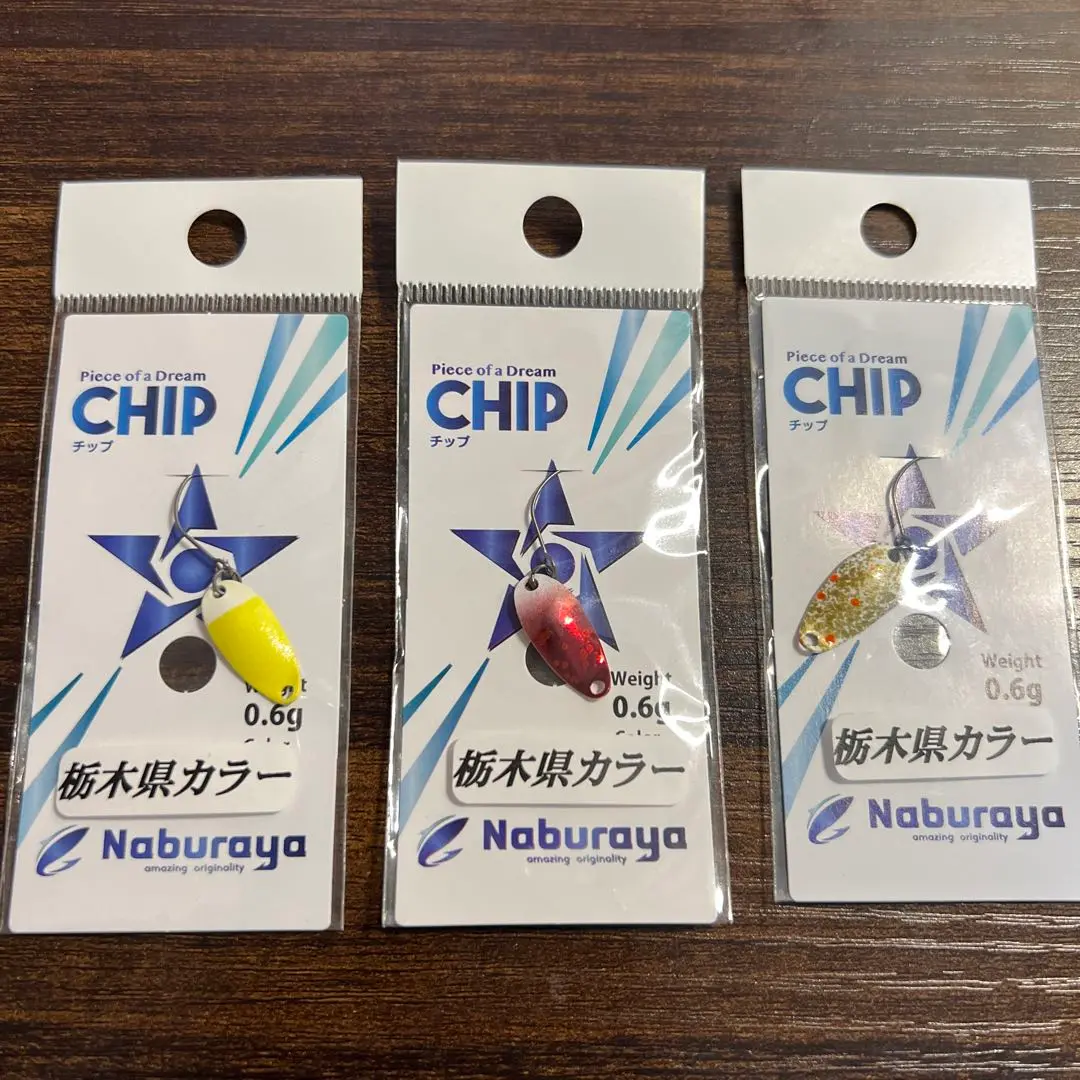 Piece of a Dream
CHIP
チップ
Weight
0.6g
栃木県カラー
Naburaya
amazing originality
Piece of a Dream
CHIP
チップ
Weight
0.6g
Color
栃木県カラー
Naburaya
amazing originality
Piece of a Dream
CHIP
チップ
Weight
0.6g
栃木県カラー
Naburaya
amazing originality